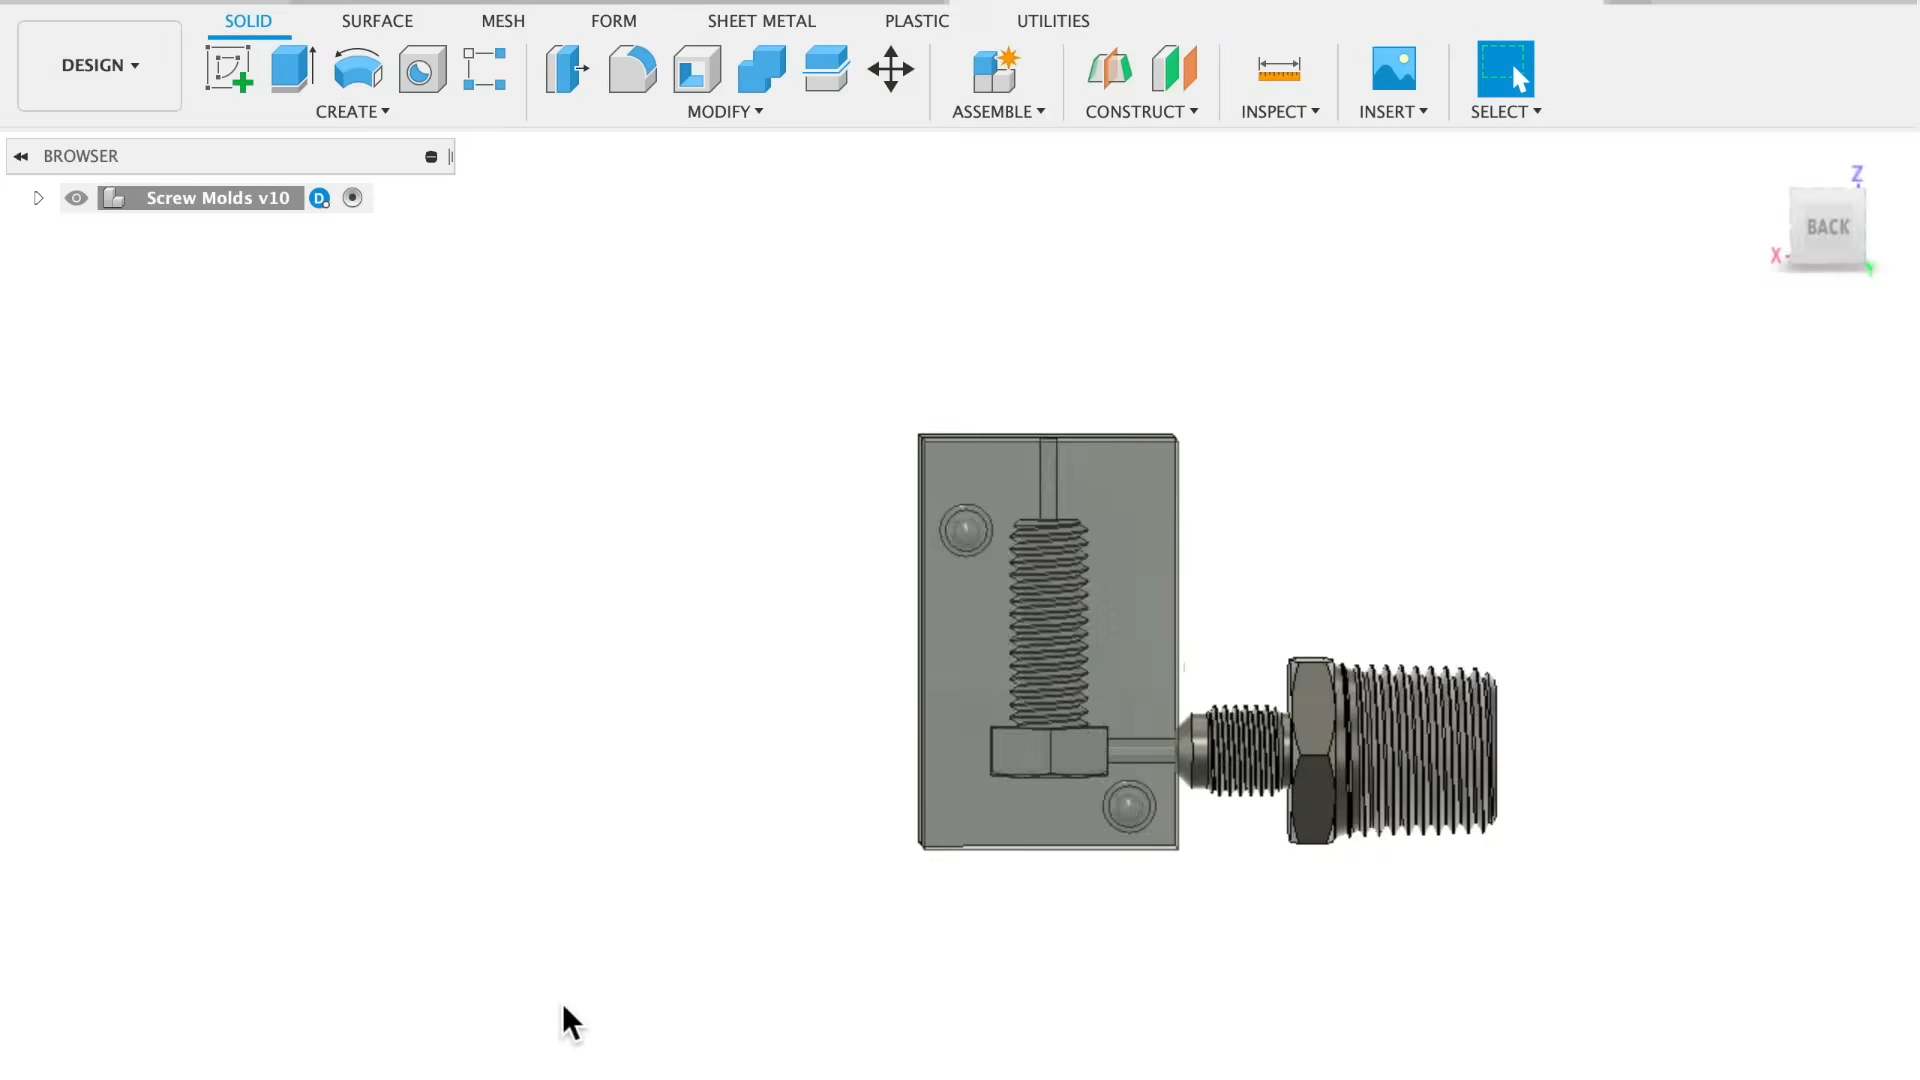 SOLID SURFACE MESH FORM SHEET METAL PLASTIC UTILITIES
DESIGN
CREATE MODIFY ASSEMBLE CONSTRUCT INSPECT INSERT SELECT
BROWSER
Screw Molds v10 D
Z
BACK
X
Y